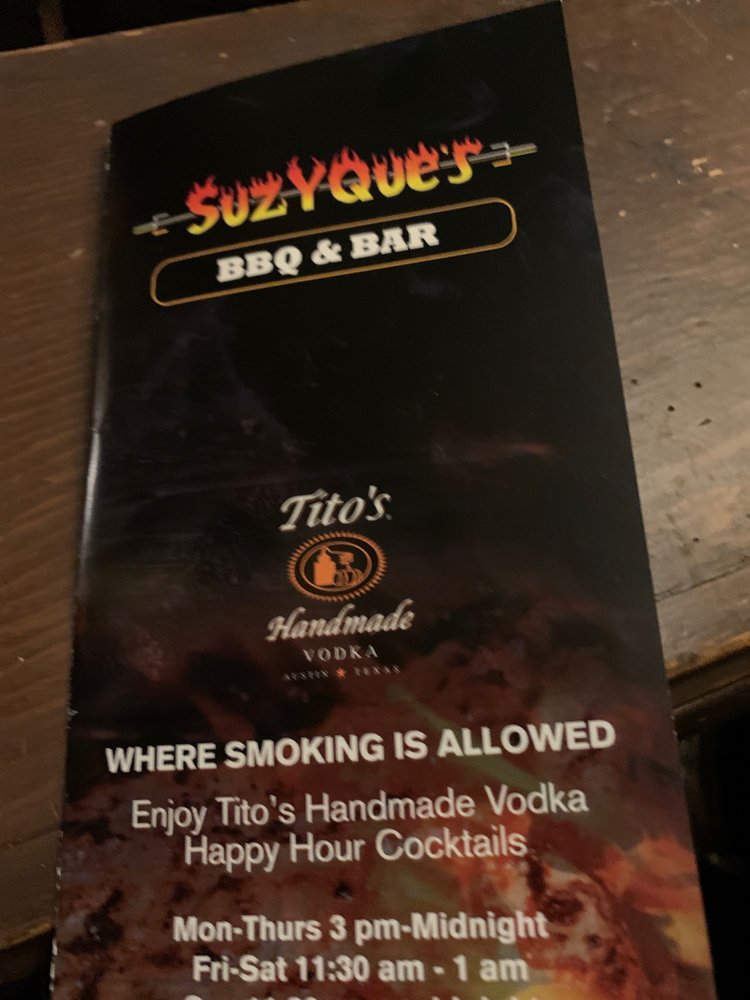 SuzyQue's
BBQ & BAR
Tito's
Handmade
VODKA
AUSTIN ★ TEXAS
WHERE SMOKING IS ALLOWED
Enjoy Tito's Handmade Vodka
Happy Hour Cocktails
Mon-Thurs 3 pm-Midnight
Fri-Sat 11:30 am - 1 am